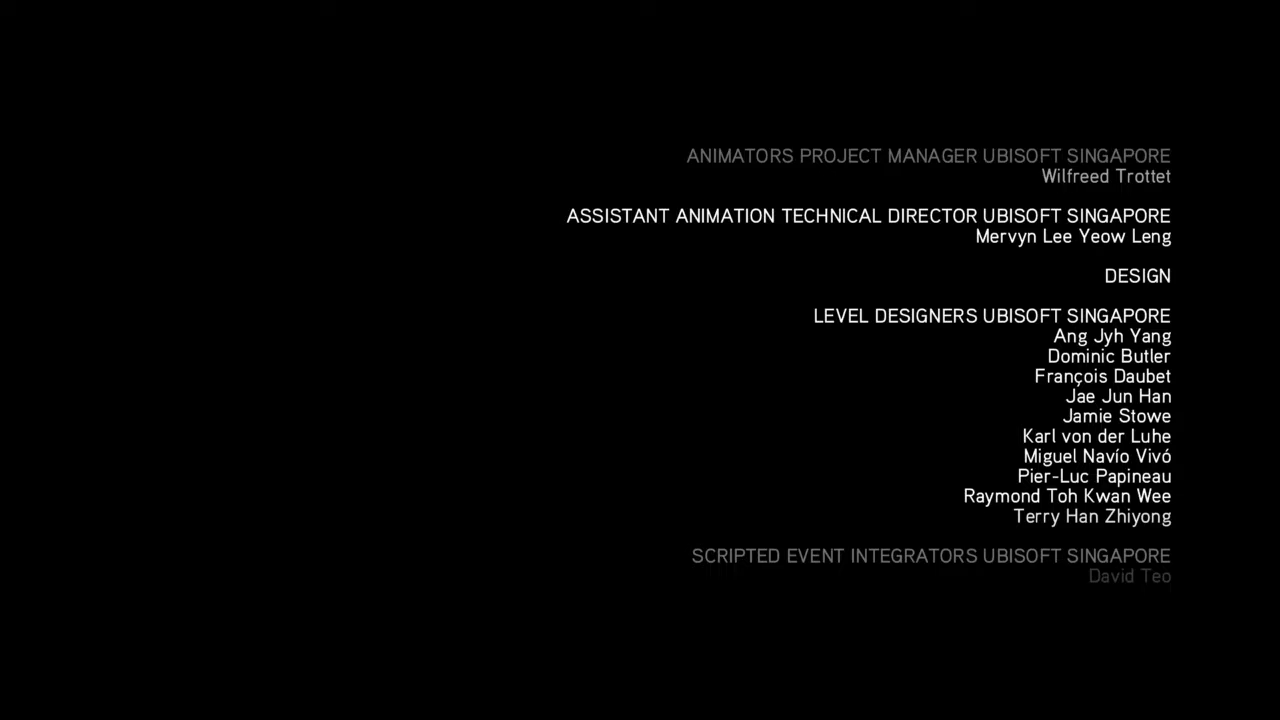 ANIMATORS PROJECT MANAGER UBISOFT SINGAPORE
Wilfreed Trottet
ASSISTANT ANIMATION TECHNICAL DIRECTOR UBISOFT SINGAPORE
Mervyn Lee Yeow Leng
DESIGN
LEVEL DESIGNERS UBISOFT SINGAPORE
Ang Jyh Yang
Dominic Butler
François Daubet
Jae Jun Han
Jamie Stowe
Karl von der Luhe
Miguel Navío Vivó
Pier-Luc Papineau
Raymond Toh Kwan Wee
Terry Han Zhiyong
SCRIPTED EVENT INTEGRATORS UBISOFT SINGAPORE
David Teo